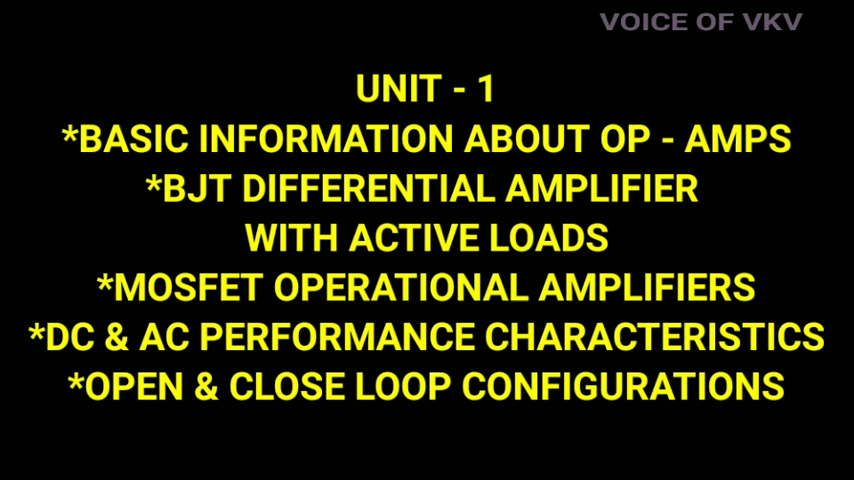 VOICE OF VKV
UNIT - 1
*BASIC INFORMATION ABOUT OP - AMPS
*BJT DIFFERENTIAL AMPLIFIER
WITH ACTIVE LOADS
*MOSFET OPERATIONAL AMPLIFIERS
*DC & AC PERFORMANCE CHARACTERISTICS
*OPEN & CLOSE LOOP CONFIGURATIONS